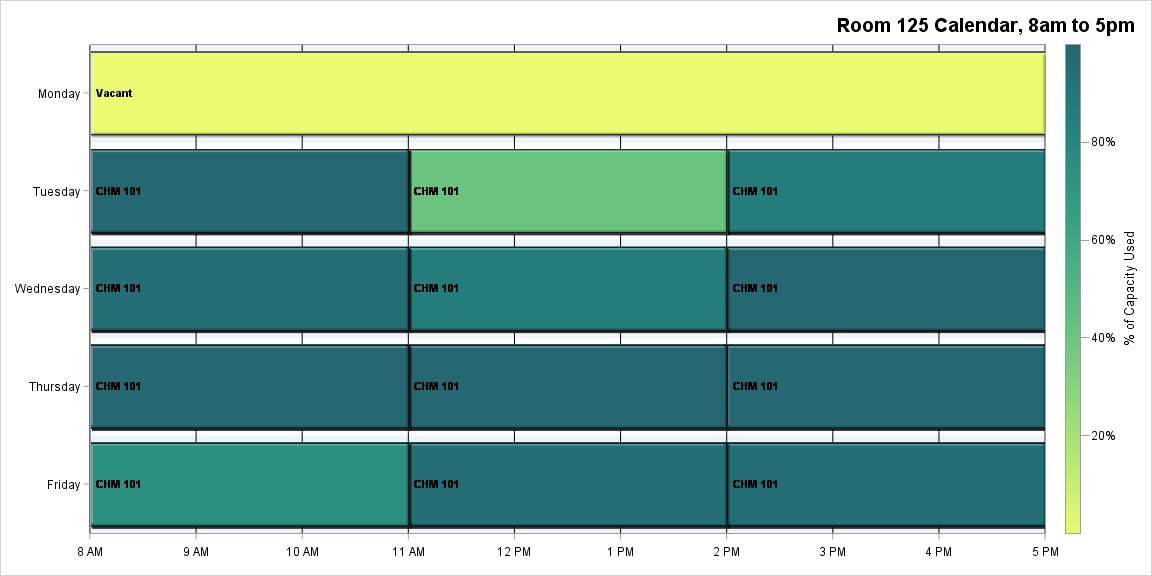 Room 125 Calendar, 8am to 5pm
Monday
Vacant
Tuesday
CHM 101
CHM 101
CHM 101
Wednesday
CHM 101
CHM 101
CHM 101
Thursday
CHM 101
CHM 101
CHM 101
Friday
CHM 101
CHM 101
CHM 101
8 AM
9 AM
10 AM
11 AM
12 PM
1 PM
2 PM
3 PM
4 PM
5 PM
80%
60%
40%
20%
% of Capacity Used